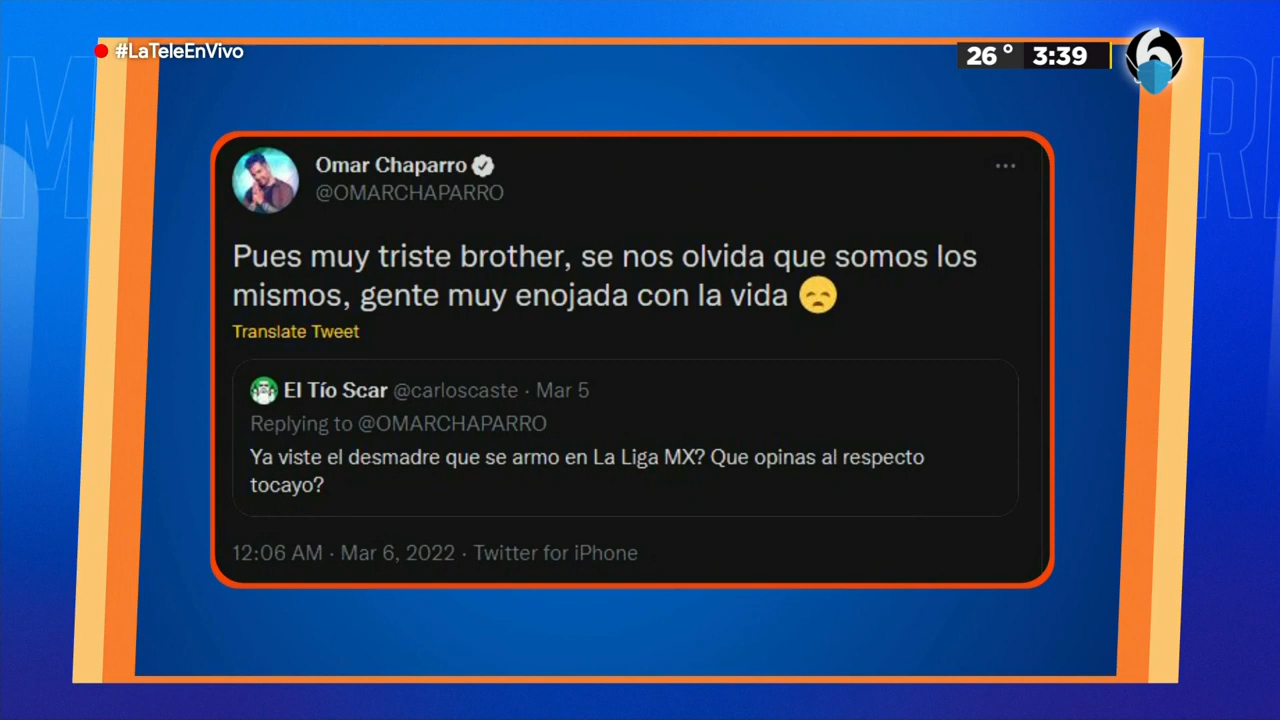 #LaTeleEnVivo
26° 3:39
6
Omar Chaparro
@OMARCHAPARRO
Pues muy triste brother, se nos olvida que somos los
mismos, gente muy enojada con la vida 😞
Translate Tweet
El Tío Scar @carloscaste · Mar 5
Replying to @OMARCHAPARRO
Ya viste el desmadre que se armo en La Liga MX? Que opinas al respecto
tocayo?
12:06 AM · Mar 6, 2022 · Twitter for iPhone